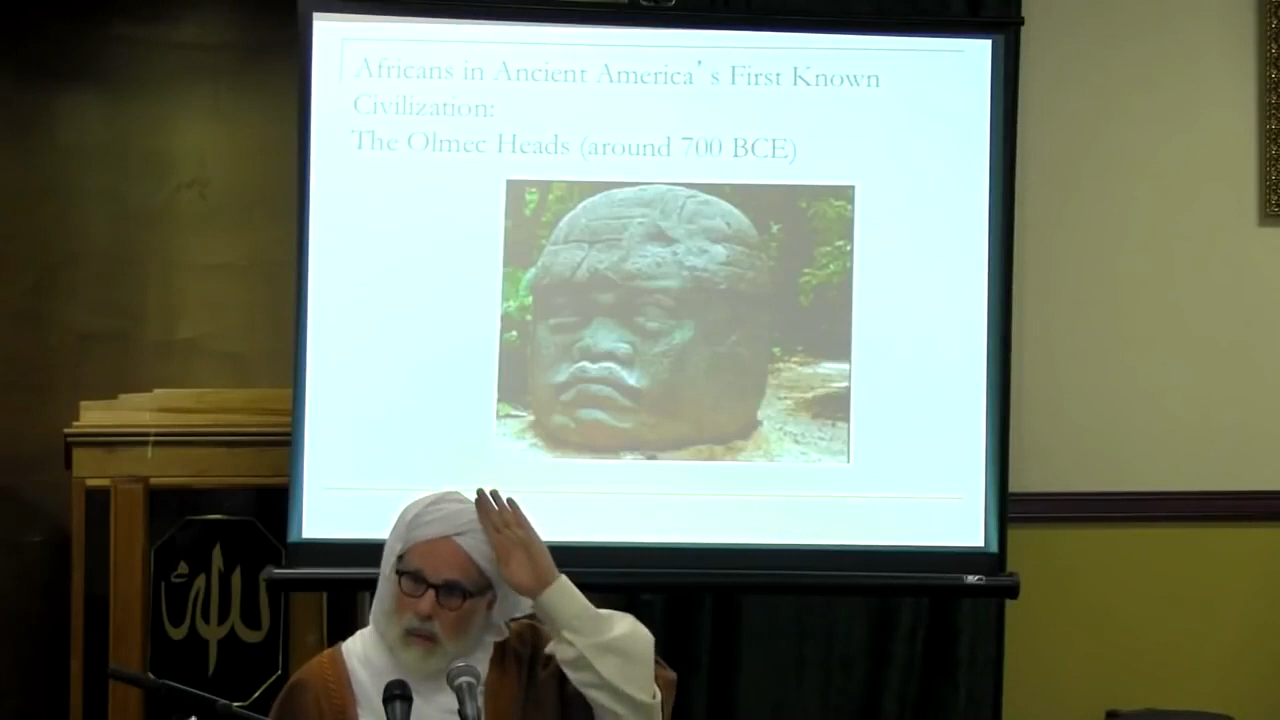 Africans in Ancient America’ s First Known
Civilization:
The Olmec Heads (around 700 BCE)
الله